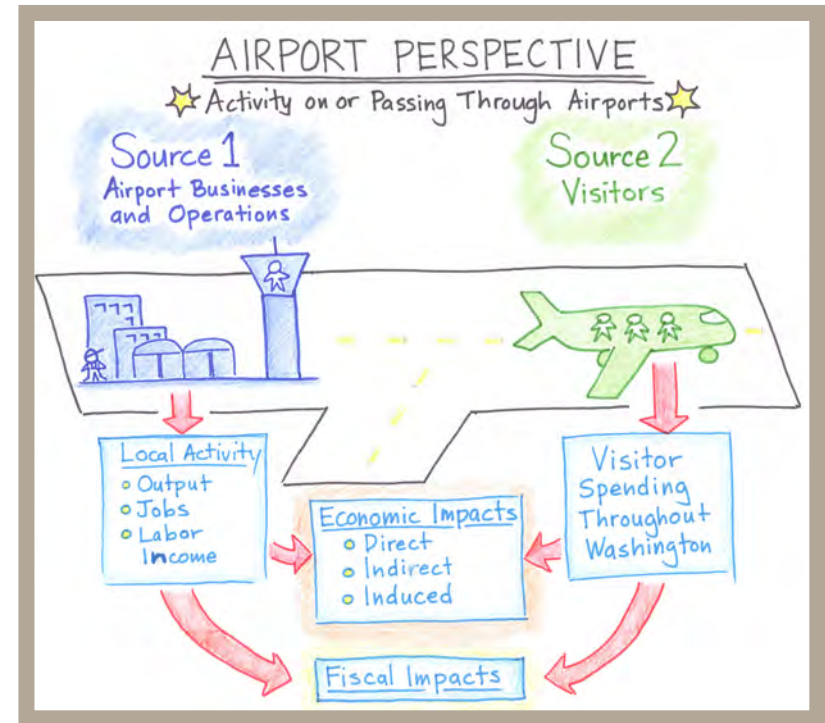 AIRPORT PERSPECTIVE
Activity on or Passing Through Airports
Source 1
Airport Businesses
and Operations
Source 2
Visitors
Local Activity
Output
Jobs
Labor
Income
Economic Impacts
Direct
Indirect
Induced
Visitor
Spending
Throughout
Washington
Fiscal Impacts